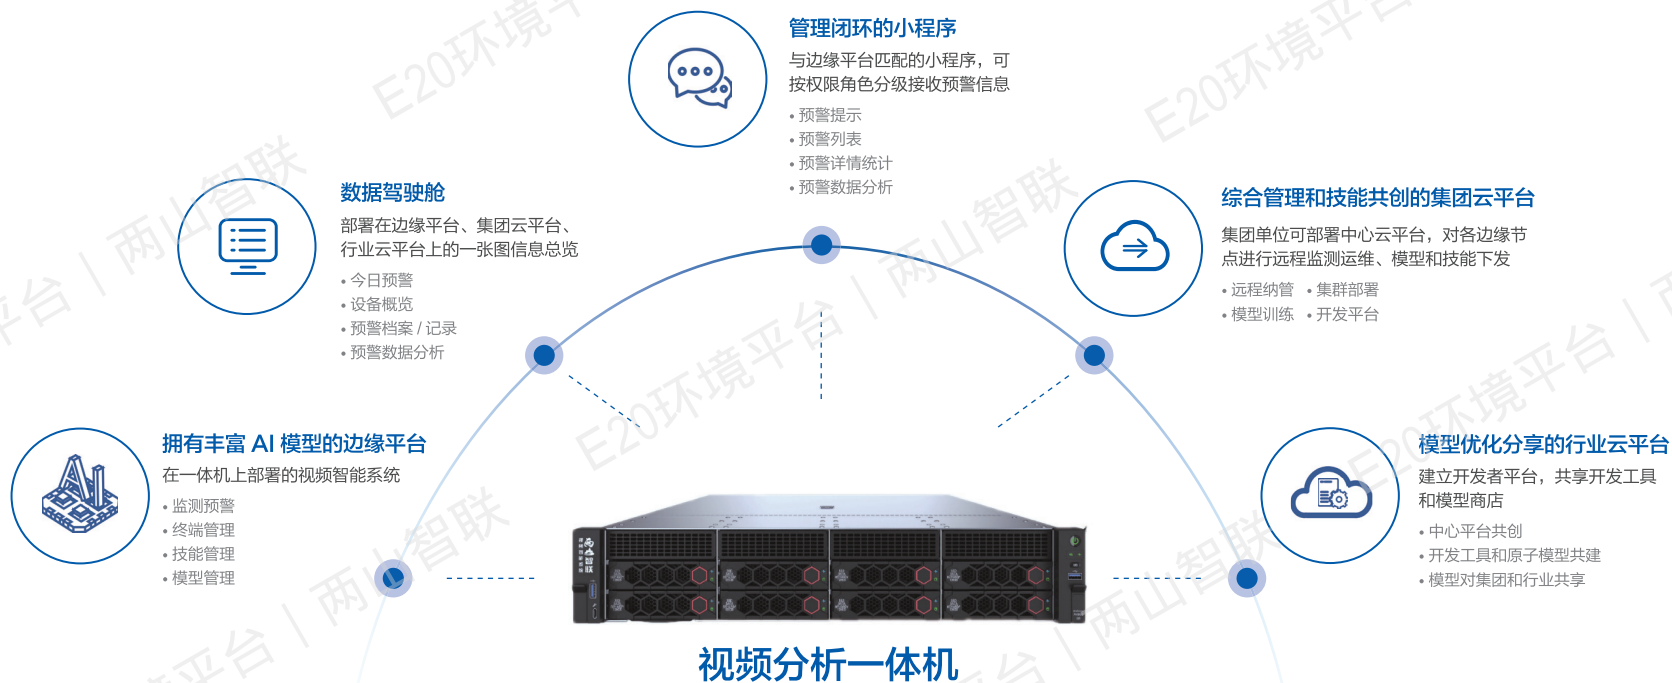 管理闭环的小程序
与边缘平台匹配的小程序，可
按权限角色分级接收预警信息
• 预警提示
• 预警列表
• 预警详情统计
• 预警数据分析
数据驾驶舱
部署在边缘平台、集团云平台、
行业云平台上的一张图信息总览
• 今日预警
• 设备概览
• 预警档案 / 记录
• 预警数据分析
综合管理和技能共创的集团云平台
集团单位可部署中心云平台，对各边缘节
点进行远程监测运维、模型和技能下发
• 远程纳管 • 集群部署
• 模型训练 • 开发平台
拥有丰富 AI 模型的边缘平台
在一体机上部署的视频智能系统
• 监测预警
• 终端管理
• 技能管理
• 模型管理
模型优化分享的行业云平台
建立开发者平台，共享开发工具
和模型商店
• 中心平台共创
• 开发工具和原子模型共建
• 模型对集团和行业共享
视频分析一体机
E20环境平台｜两山智联